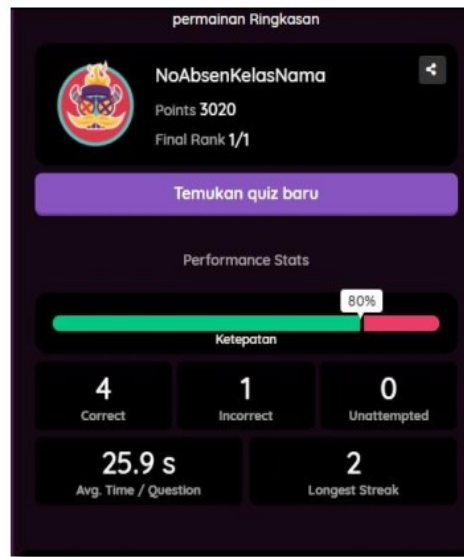 permainan Ringkasan
NoAbsenKelasNama
Points 3020
Final Rank 1/1
Temukan quiz baru
Performance Stats
80%
Ketepatan
4
Correct
1
Incorrect
0
Unattempted
25.9 s
Avg. Time / Question
2
Longest Streak